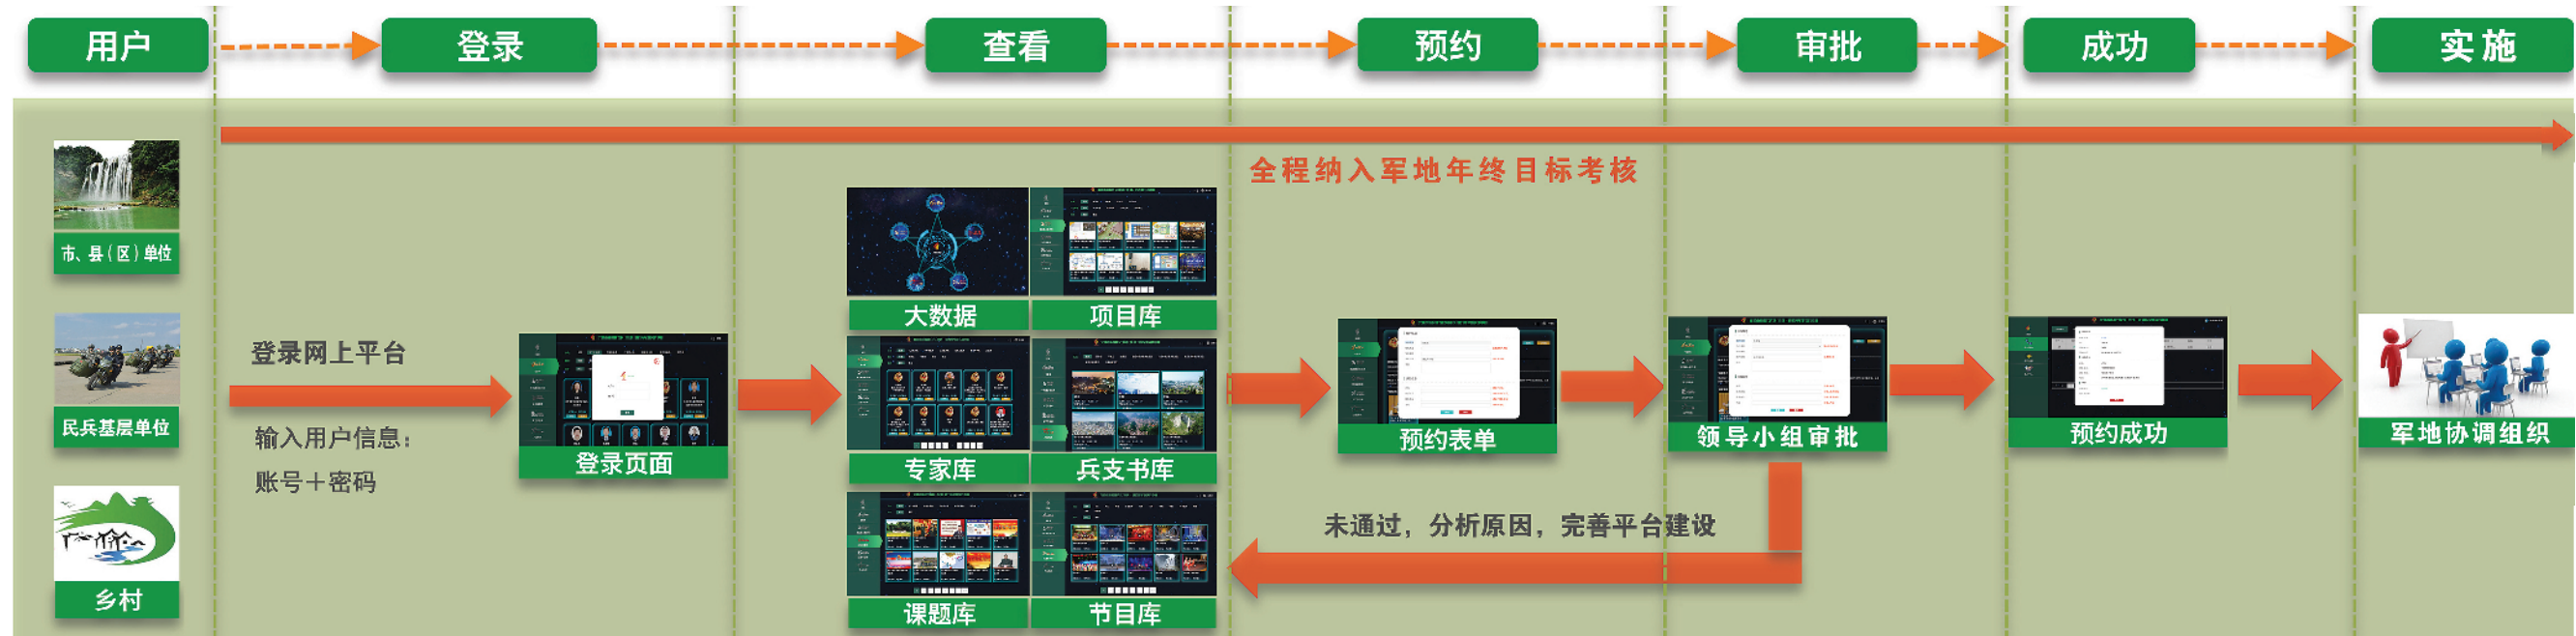 用户
登录
查看
预约
审批
成功
实施
全程纳入军地年终目标考核
市、县（区）单位
民兵基层单位
乡村
登录网上平台
输入用户信息：
账号＋密码
登录页面
大数据
项目库
专家库
兵支书库
课题库
节目库
预约表单
领导小组审批
预约成功
军地协调组织
未通过，分析原因，完善平台建设